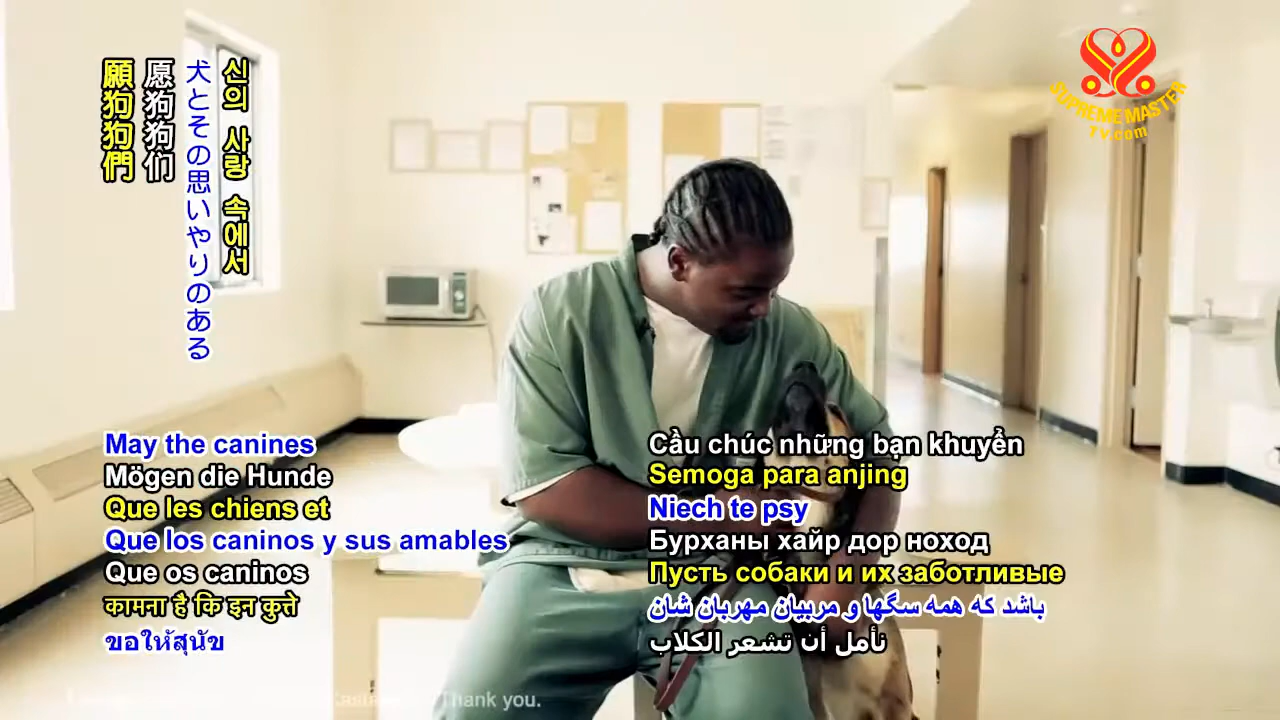 SUPREME MASTER
TV.com
願狗狗們
愿狗狗们
犬とその思いやりのある
신의 사랑 속에서
May the canines
Mögen die Hunde
Que les chiens et
Que los caninos y sus amables
Que os caninos
कामना है कि इन कुत्ते
ขอให้สุนัข
Cầu chúc những bạn khuyển
Semoga para anjing
Niech te psy
Бурханы хайр дор ноход
Пусть собаки и их заботливые
باشد که همه سگها و مربیان مهربان شان
نأمل أن تشعر الكلاب
Thank you.